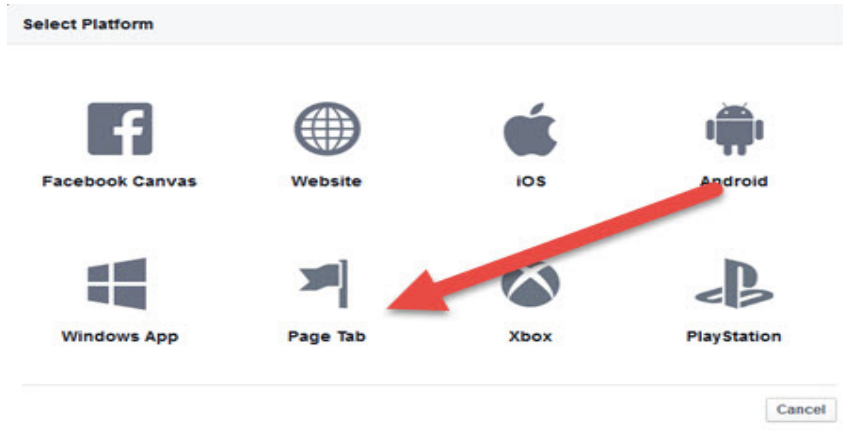 Select Platform
Facebook Canvas
Website
iOS
Android
Windows App
Page Tab
Xbox
PlayStation
Cancel